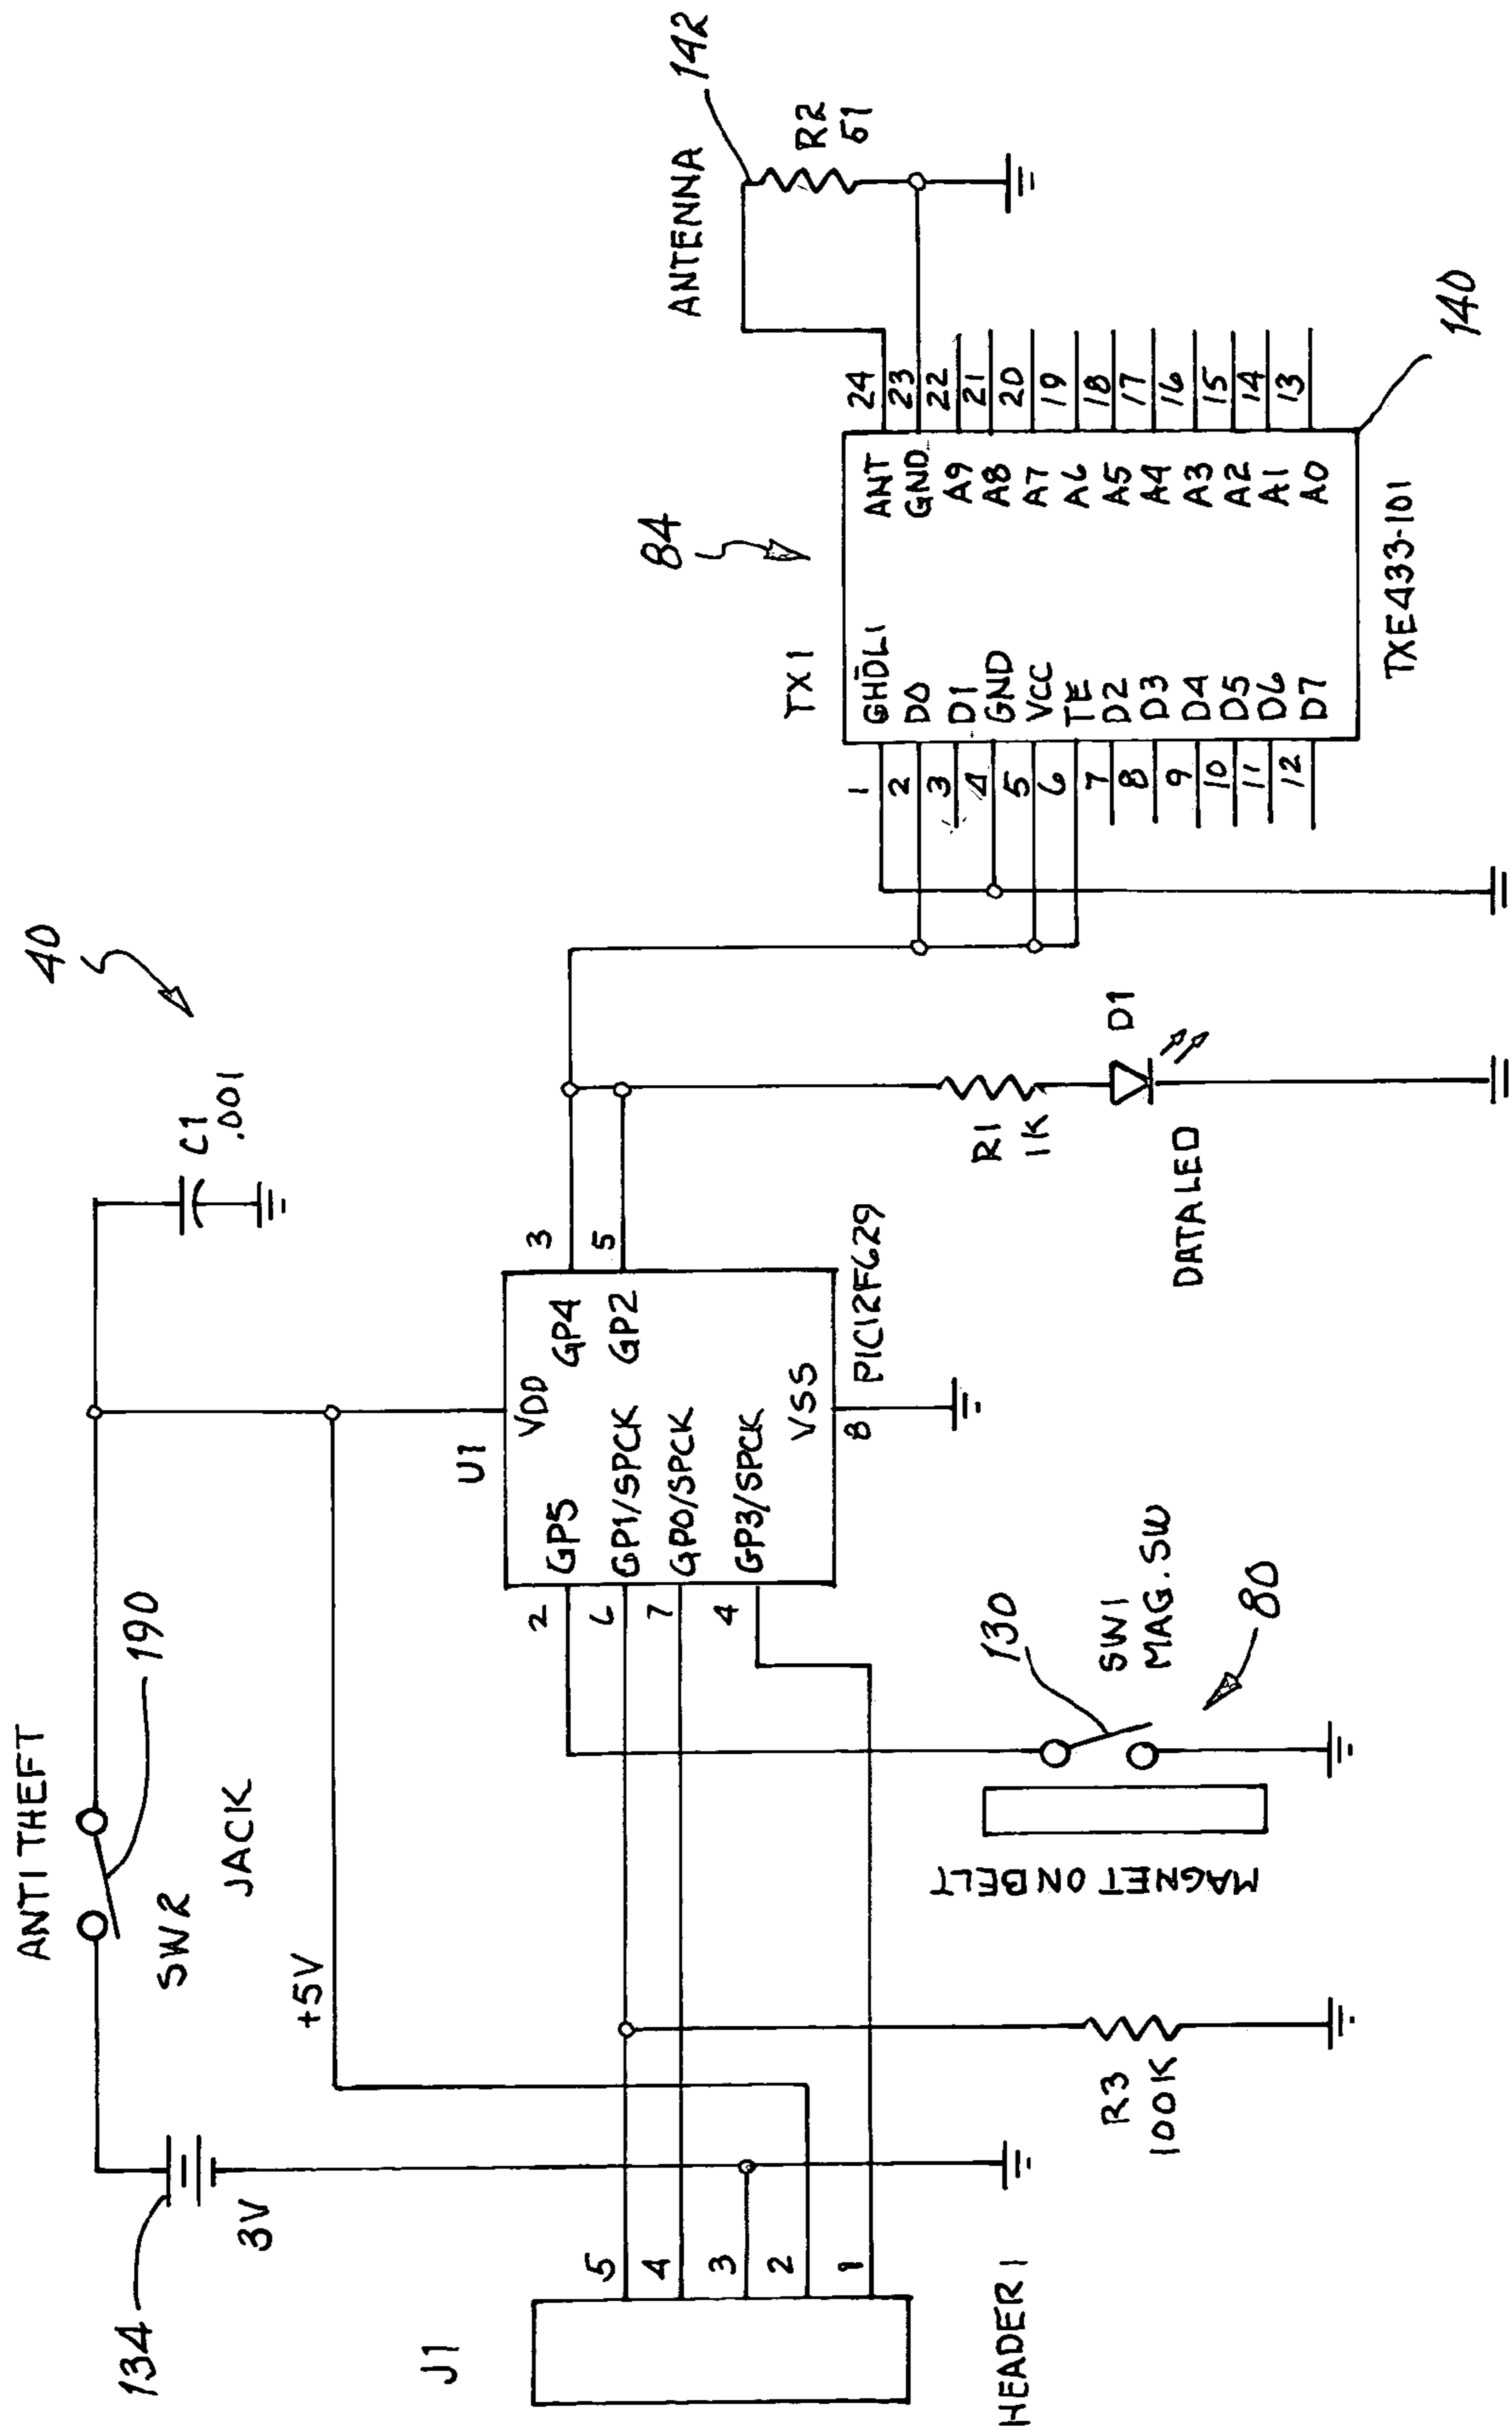 40
ANTI THEFT
190
SW2
JACK
134
3V
+5V
C1
.001
U1
VDD
GP5
GP1/SPCK
GP0/SPCK
GP3/SPCK
GP4
GP2
VSS
2
6
7
4
3
5
8
PIC12F629
J1
5
4
3
2
1
HEADER 1
R3
100K
MAGNET ON BELT
130
SW1
MAG. SW
80
R1
1K
D1
DATA LED
TX1
84
GHDL1
D0
D1
GND
VCC
TE
D2
D3
D4
D5
D6
D7
1
2
3
4
5
6
7
8
9
10
11
12
ANT
GND
A9
A8
A7
A6
A5
A4
A3
A2
A1
A0
24
23
22
21
20
19
18
17
16
15
14
13
TXE433-101
140
ANTENNA
142
R2
51